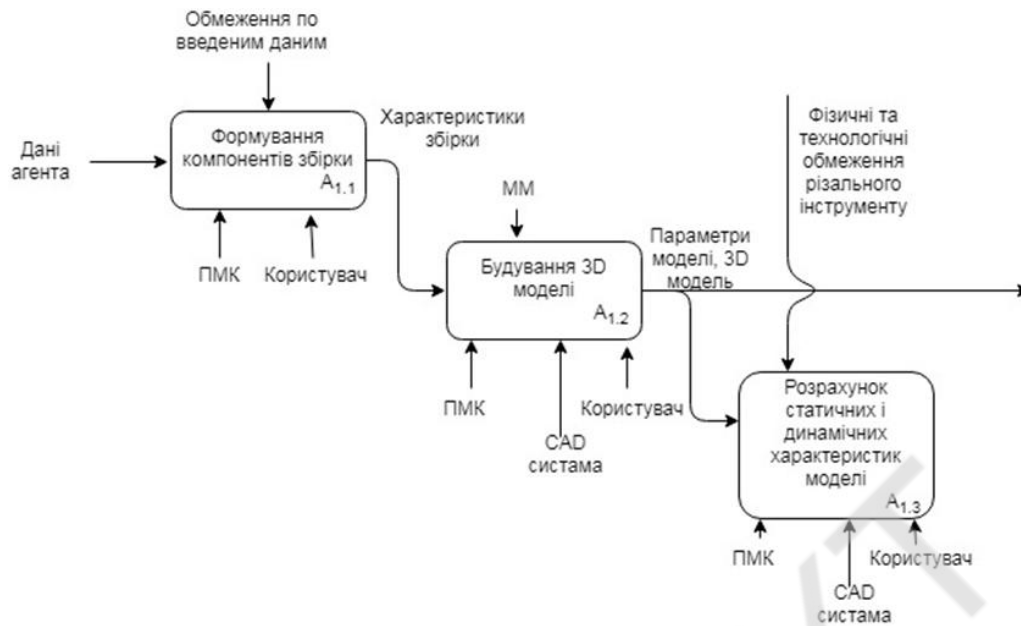 Обмеження по
введеним даним
Дані
агента
Формування
компонентів збірки
A1.1
Характеристики
збірки
ПМК
Користувач
ММ
Будування 3D
моделі
A1.2
Параметри
моделі, 3D
модель
Фізичні та
технологічні
обмеження
різального
інструменту
ПМК
Користувач
CAD
систама
Розрахунок
статичних і
динамічних
характеристик
моделі
A1.3
ПМК
Користувач
CAD
систама